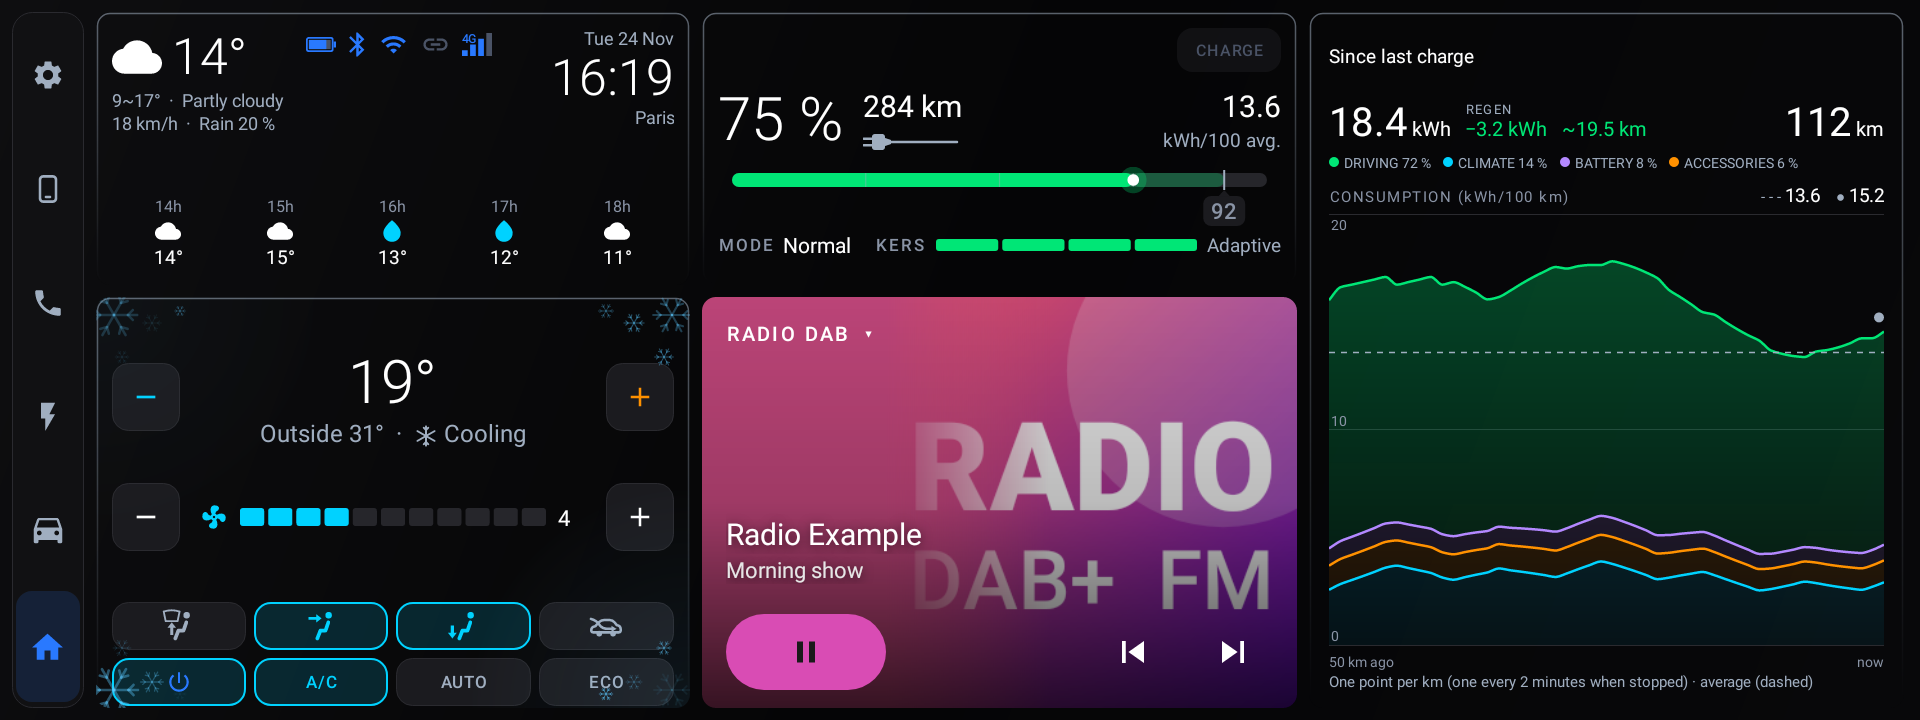 14°
4G
Tue 24 Nov
16:19
Paris
9~17° · Partly cloudy
18 km/h · Rain 20 %
14h 15h 16h 17h 18h
14° 15° 13° 12° 11°
19°
Outside 31° · Cooling
4
A/C AUTO ECO
CHARGE
75 % 284 km 13.6
kWh/100 avg.
92
MODE Normal KERS Adaptive
RADIO DAB
RADIO
DAB+ FM
Radio Example
Morning show
Since last charge
18.4 kWh
REGEN
−3.2 kWh ~19.5 km
112 km
DRIVING 72 % CLIMATE 14 % BATTERY 8 % ACCESSORIES 6 %
CONSUMPTION (kWh/100 km) --- 13.6 ● 15.2
20
10
0
50 km ago now
One point per km (one every 2 minutes when stopped) · average (dashed)